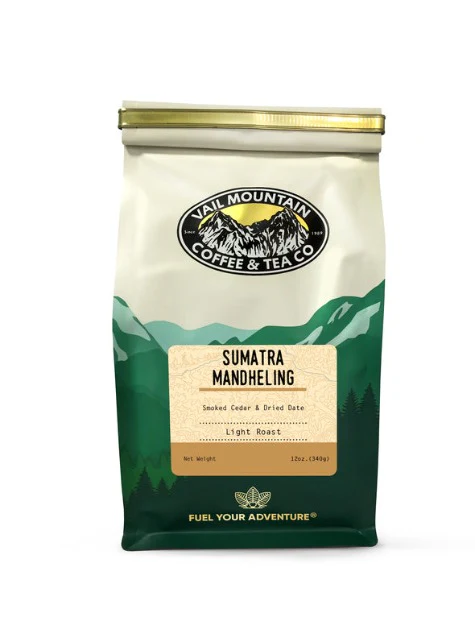 VAIL MOUNTAIN
Since 1989
COFFEE & TEA CO
SUMATRA
MANDHELING
Smoked Cedar & Dried Date
Light Roast
Net Weight 12oz.(340g)
FUEL YOUR ADVENTURE®